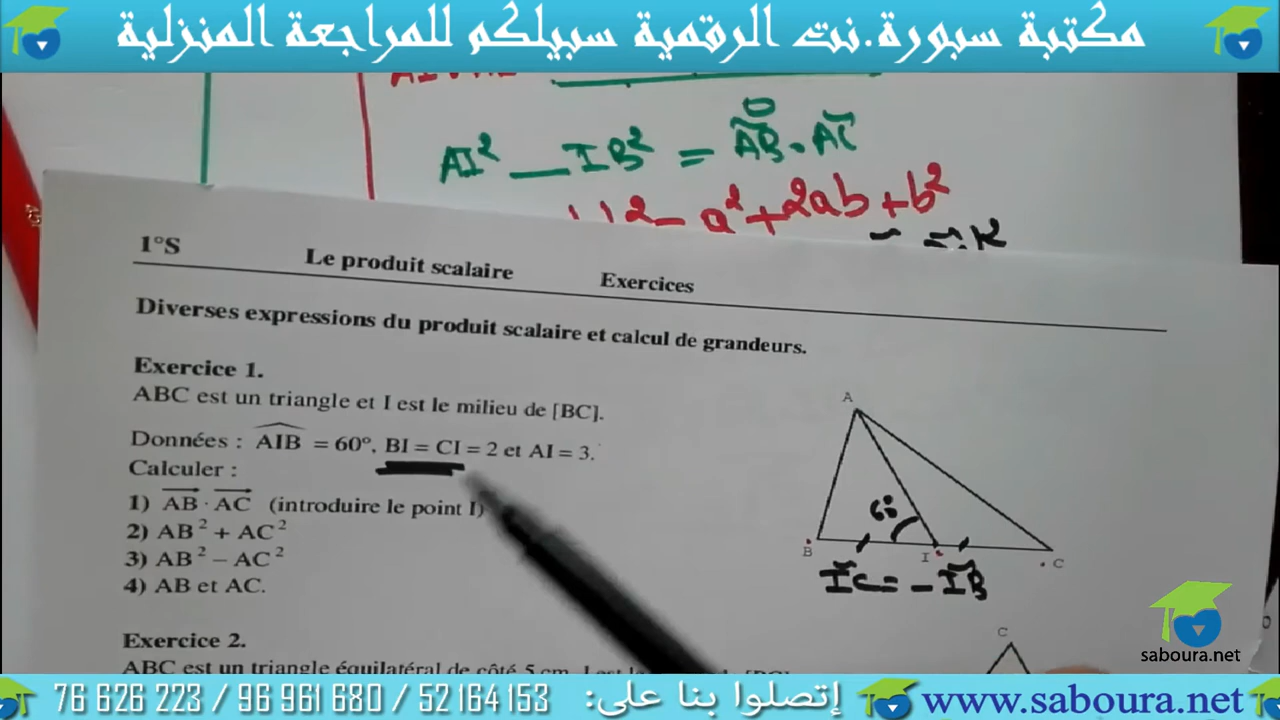 مكتبة سبورة.نت الرقمية سبيلكم للمراجعة المنزلية
AI² — IB² = AB⃗ . AC⃗
a² + 2ab + b²
1°S Le produit scalaire Exercices
Diverses expressions du produit scalaire et calcul de grandeurs.
Exercice 1.
ABC est un triangle et I est le milieu de [BC].
Données : AIB = 60°, BI = CI = 2 et AI = 3.
Calculer :
1) AB⃗ · AC⃗ (introduire le point I)
2) AB² + AC²
3) AB² – AC²
4) AB et AC.
A
60
B
I
C
IC⃗ = - IB⃗
Exercice 2.
ABC est un triangle équilatéral de côté 5 cm.
C
saboura.net
76 626 223 / 96 961 680 / 52 164 153 إتصلوا بنا على: www.saboura.net